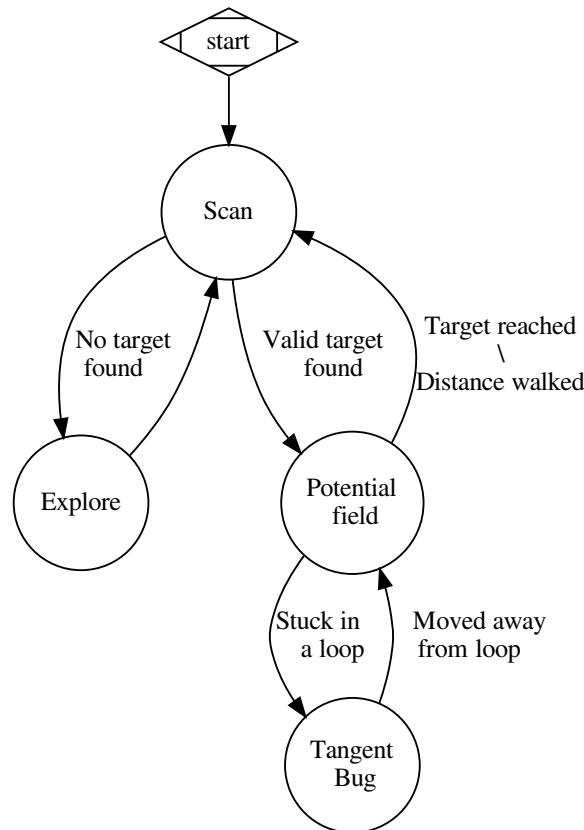 start
Scan
No target
found
Valid target
found
Target reached
\
Distance walked
Explore
Potential
field
Stuck in
a loop
Moved away
from loop
Tangent
Bug